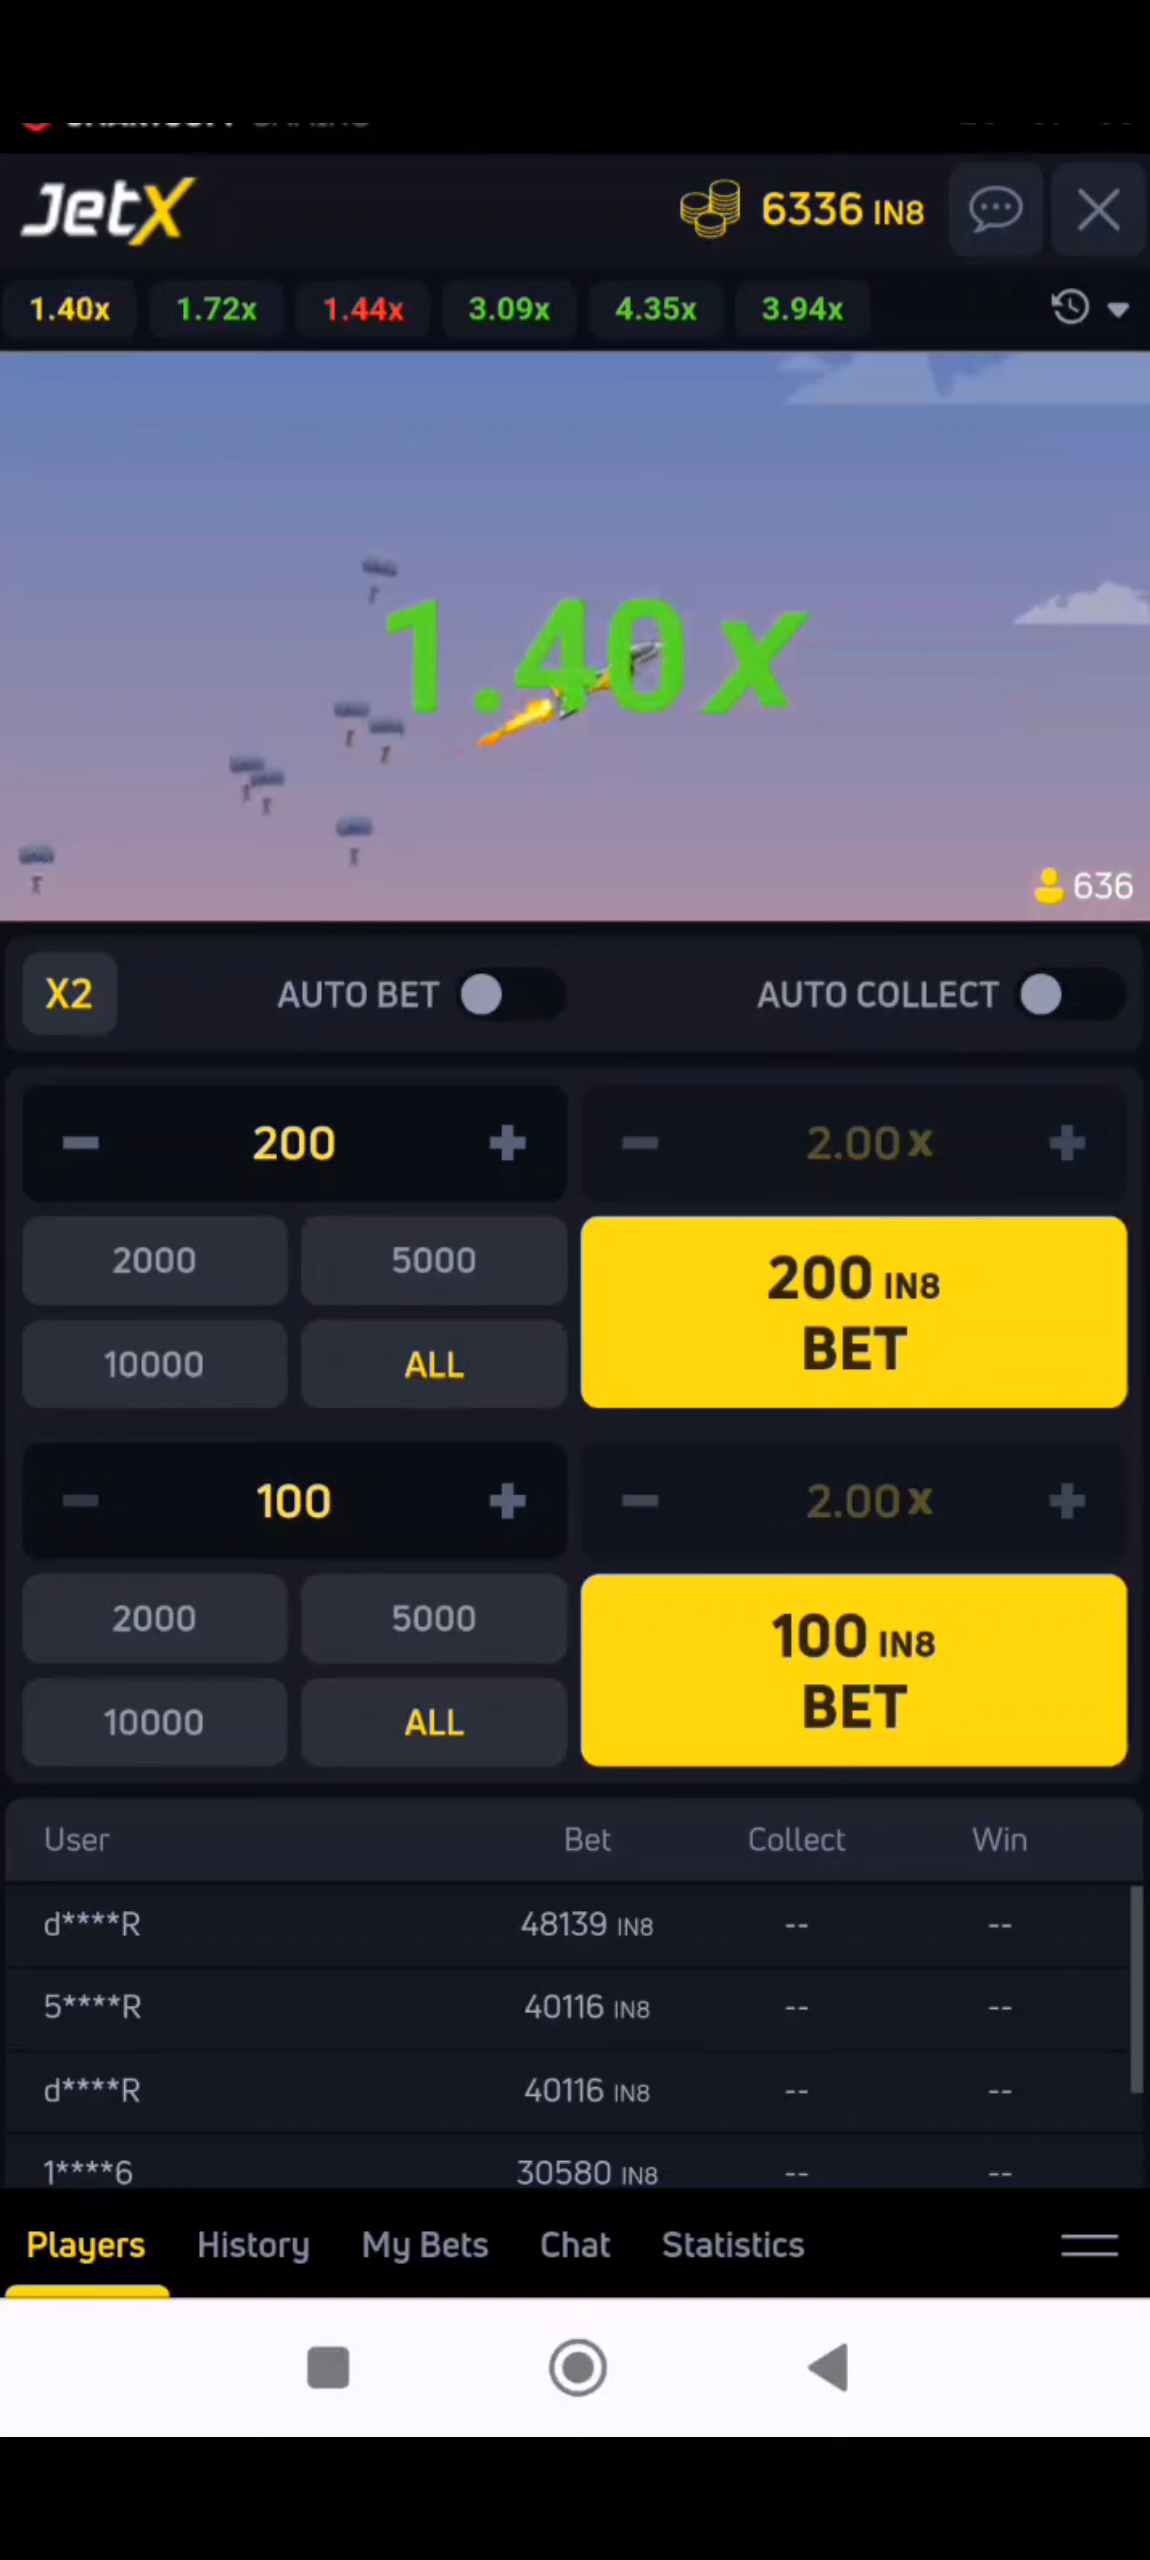 JetX
6336 IN8
1.40x 1.72x 1.44x 3.09x 4.35x 3.94x
1.40x
636
X2 AUTO BET AUTO COLLECT
200 2.00x
2000 5000
200 IN8
BET
10000 ALL
100 2.00x
2000 5000
100 IN8
BET
10000 ALL
User Bet Collect Win
d****R 48139 IN8 -- --
5****R 40116 IN8 -- --
d****R 40116 IN8 -- --
1****6 30580 IN8 -- --
Players History My Bets Chat Statistics